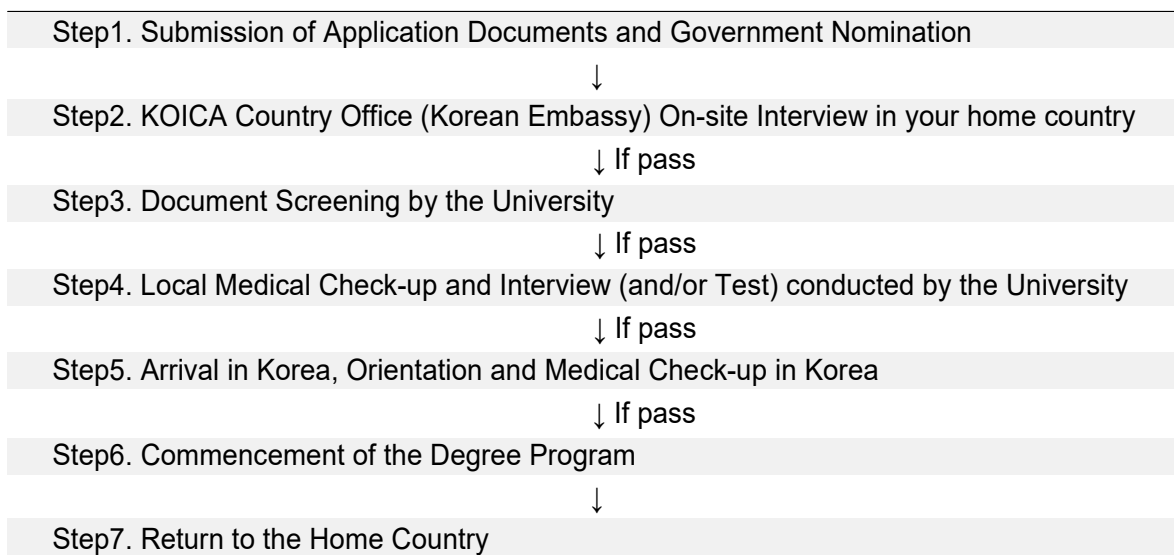 Step1. Submission of Application Documents and Government Nomination
↓
Step2. KOICA Country Office (Korean Embassy) On-site Interview in your home country
↓ If pass
Step3. Document Screening by the University
↓ If pass
Step4. Local Medical Check-up and Interview (and/or Test) conducted by the University
↓ If pass
Step5. Arrival in Korea, Orientation and Medical Check-up in Korea
↓ If pass
Step6. Commencement of the Degree Program
↓
Step7. Return to the Home Country